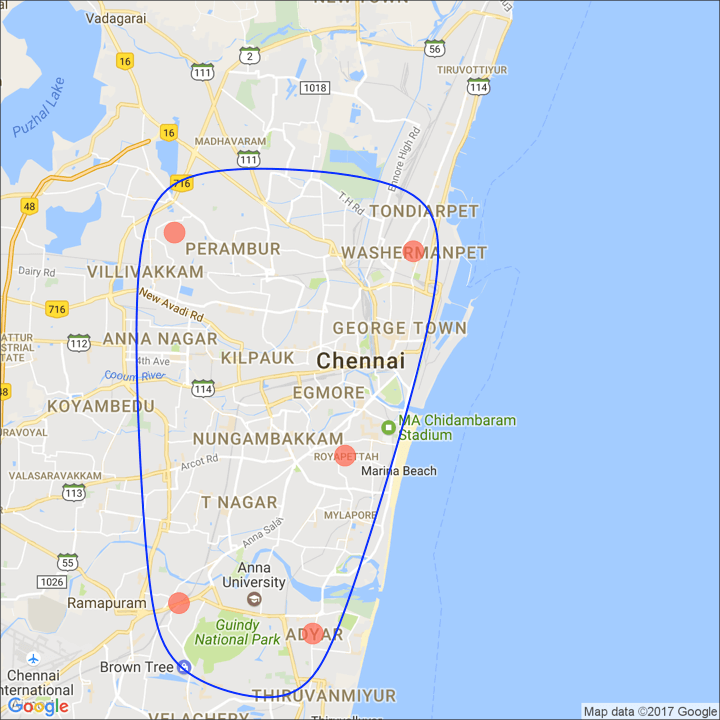 NEW TOWN
Vadagarai
16
2
56
111
TIRUVOTTIYUR
1018
114
Puzhal Lake
Ennore High Rd
16
MADHAVARAM
111
716
48
T.H.Rd
TONDIARPET
PERAMBUR
WASHERMANPET
VILLIVAKKAM
Dairy Rd
716
New Avadi Rd
GEORGE TOWN
112
ANNA NAGAR
4th Ave
KILPAUK
Chennai
Cooum River
114
48
EGMORE
KOYAMBEDU
MA Chidambaram
Stadium
NUNGAMBAKKAM
ROYAPETTAH
Arcot Rd
Marina Beach
VALASARAVAKKAM
113
T NAGAR
MYLAPORE
Anna Salai
55
Anna
University
1026
Ramapuram
Guindy
National Park
ADYAR
Brown Tree
Chennai
International
THIRUVANMIYUR
Google
VELACHERY
Map data ©2017 Google